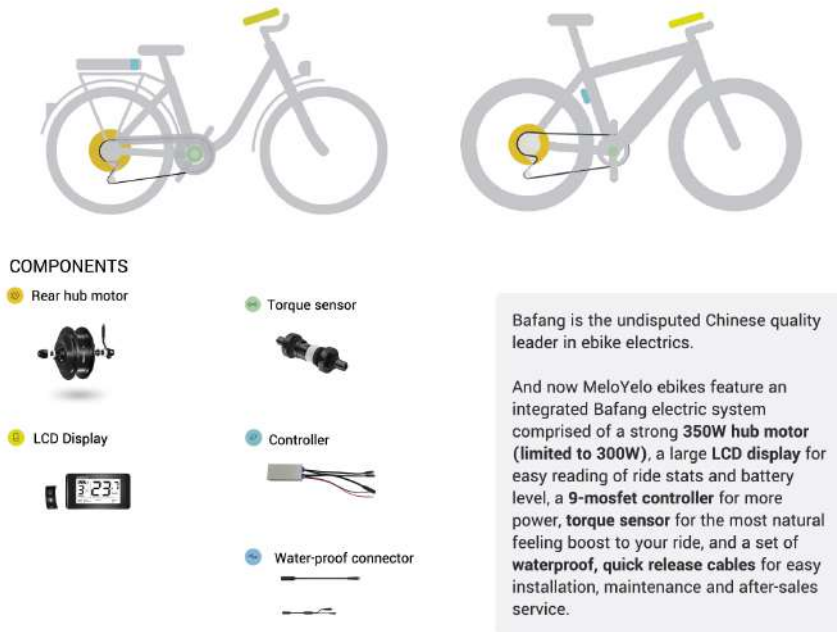 COMPONENTS
Rear hub motor
Torque sensor
LCD Display
Controller
Water-proof connector
Bafang is the undisputed Chinese quality
leader in ebike electrics.
And now MeloYelo ebikes feature an
integrated Bafang electric system
comprised of a strong 350W hub motor
(limited to 300W), a large LCD display for
easy reading of ride stats and battery
level, a 9-mosfet controller for more
power, torque sensor for the most natural
feeling boost to your ride, and a set of
waterproof, quick release cables for easy
installation, maintenance and after-sales
service.